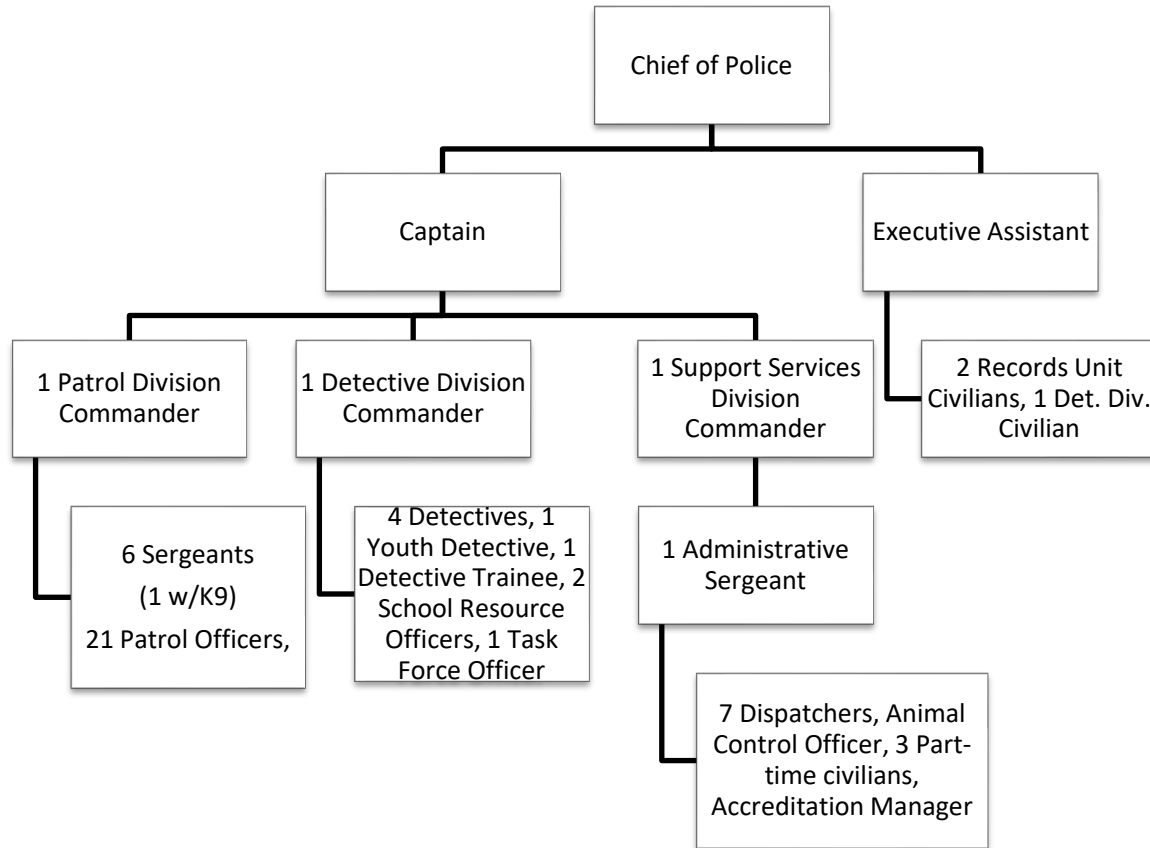 Chief of Police
Captain
Executive Assistant
1 Patrol Division
Commander
1 Detective Division
Commander
1 Support Services
Division
Commander
2 Records Unit
Civilians, 1 Det. Div.
Civilian
6 Sergeants
(1 w/K9)
21 Patrol Officers,
4 Detectives, 1
Youth Detective, 1
Detective Trainee, 2
School Resource
Officers, 1 Task
Force Officer
1 Administrative
Sergeant
7 Dispatchers, Animal
Control Officer, 3 Part-
time civilians,
Accreditation Manager